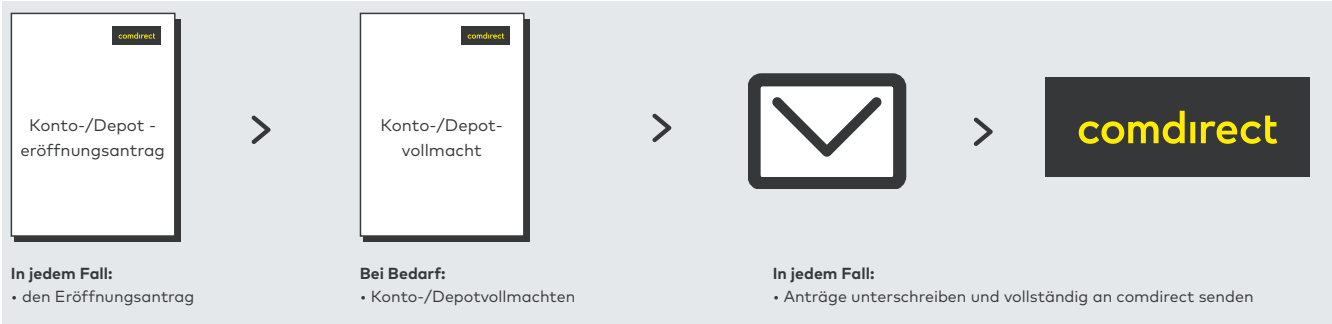 comdirect
Konto-/Depot -
eröffnungsantrag
comdirect
Konto-/Depot-
vollmacht
comdirect
In jedem Fall:
• den Eröffnungsantrag
Bei Bedarf:
• Konto-/Depotvollmachten
In jedem Fall:
• Anträge unterschreiben und vollständig an comdirect senden